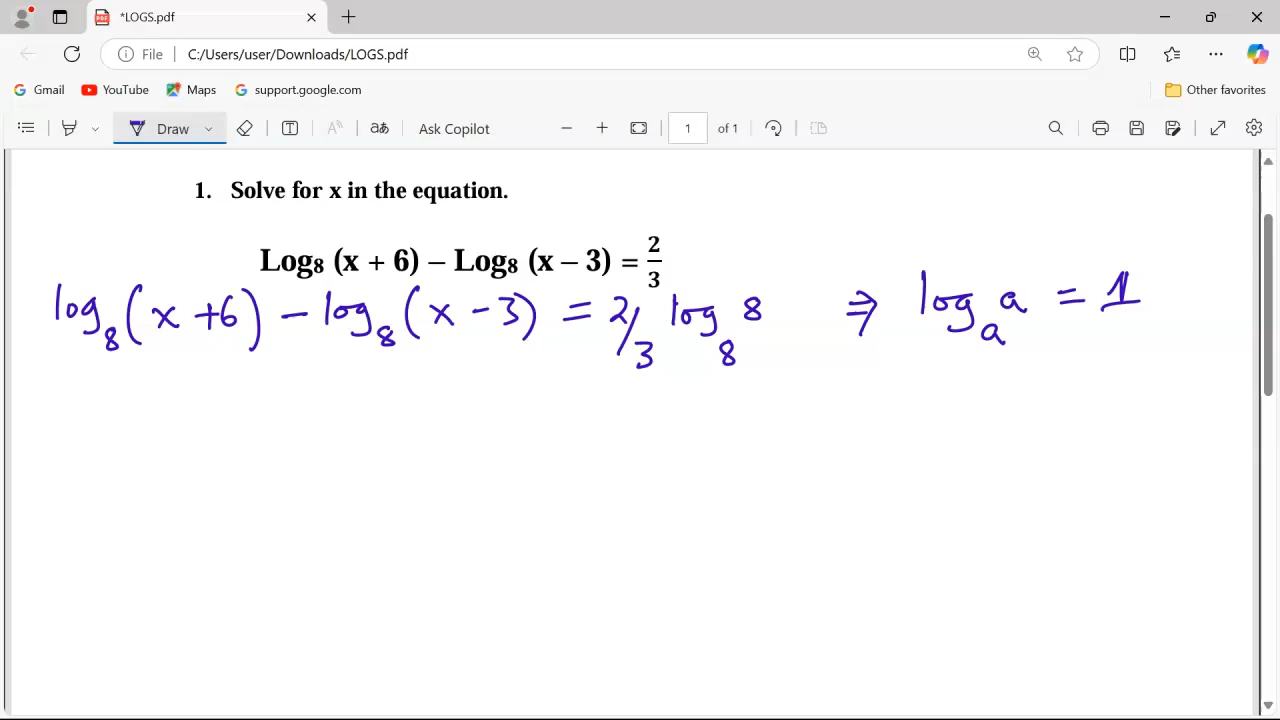 *LOGS.pdf
File C:/Users/user/Downloads/LOGS.pdf
Gmail YouTube Maps support.google.com Other favorites
Draw aあ Ask Copilot 1 of 1
1. Solve for x in the equation.
Log₈ (x + 6) – Log₈ (x – 3) = 2/3
log₈(x +6) - log₈(x - 3) = 2/3 log₈ 8 ⇒ logₐ a = 1